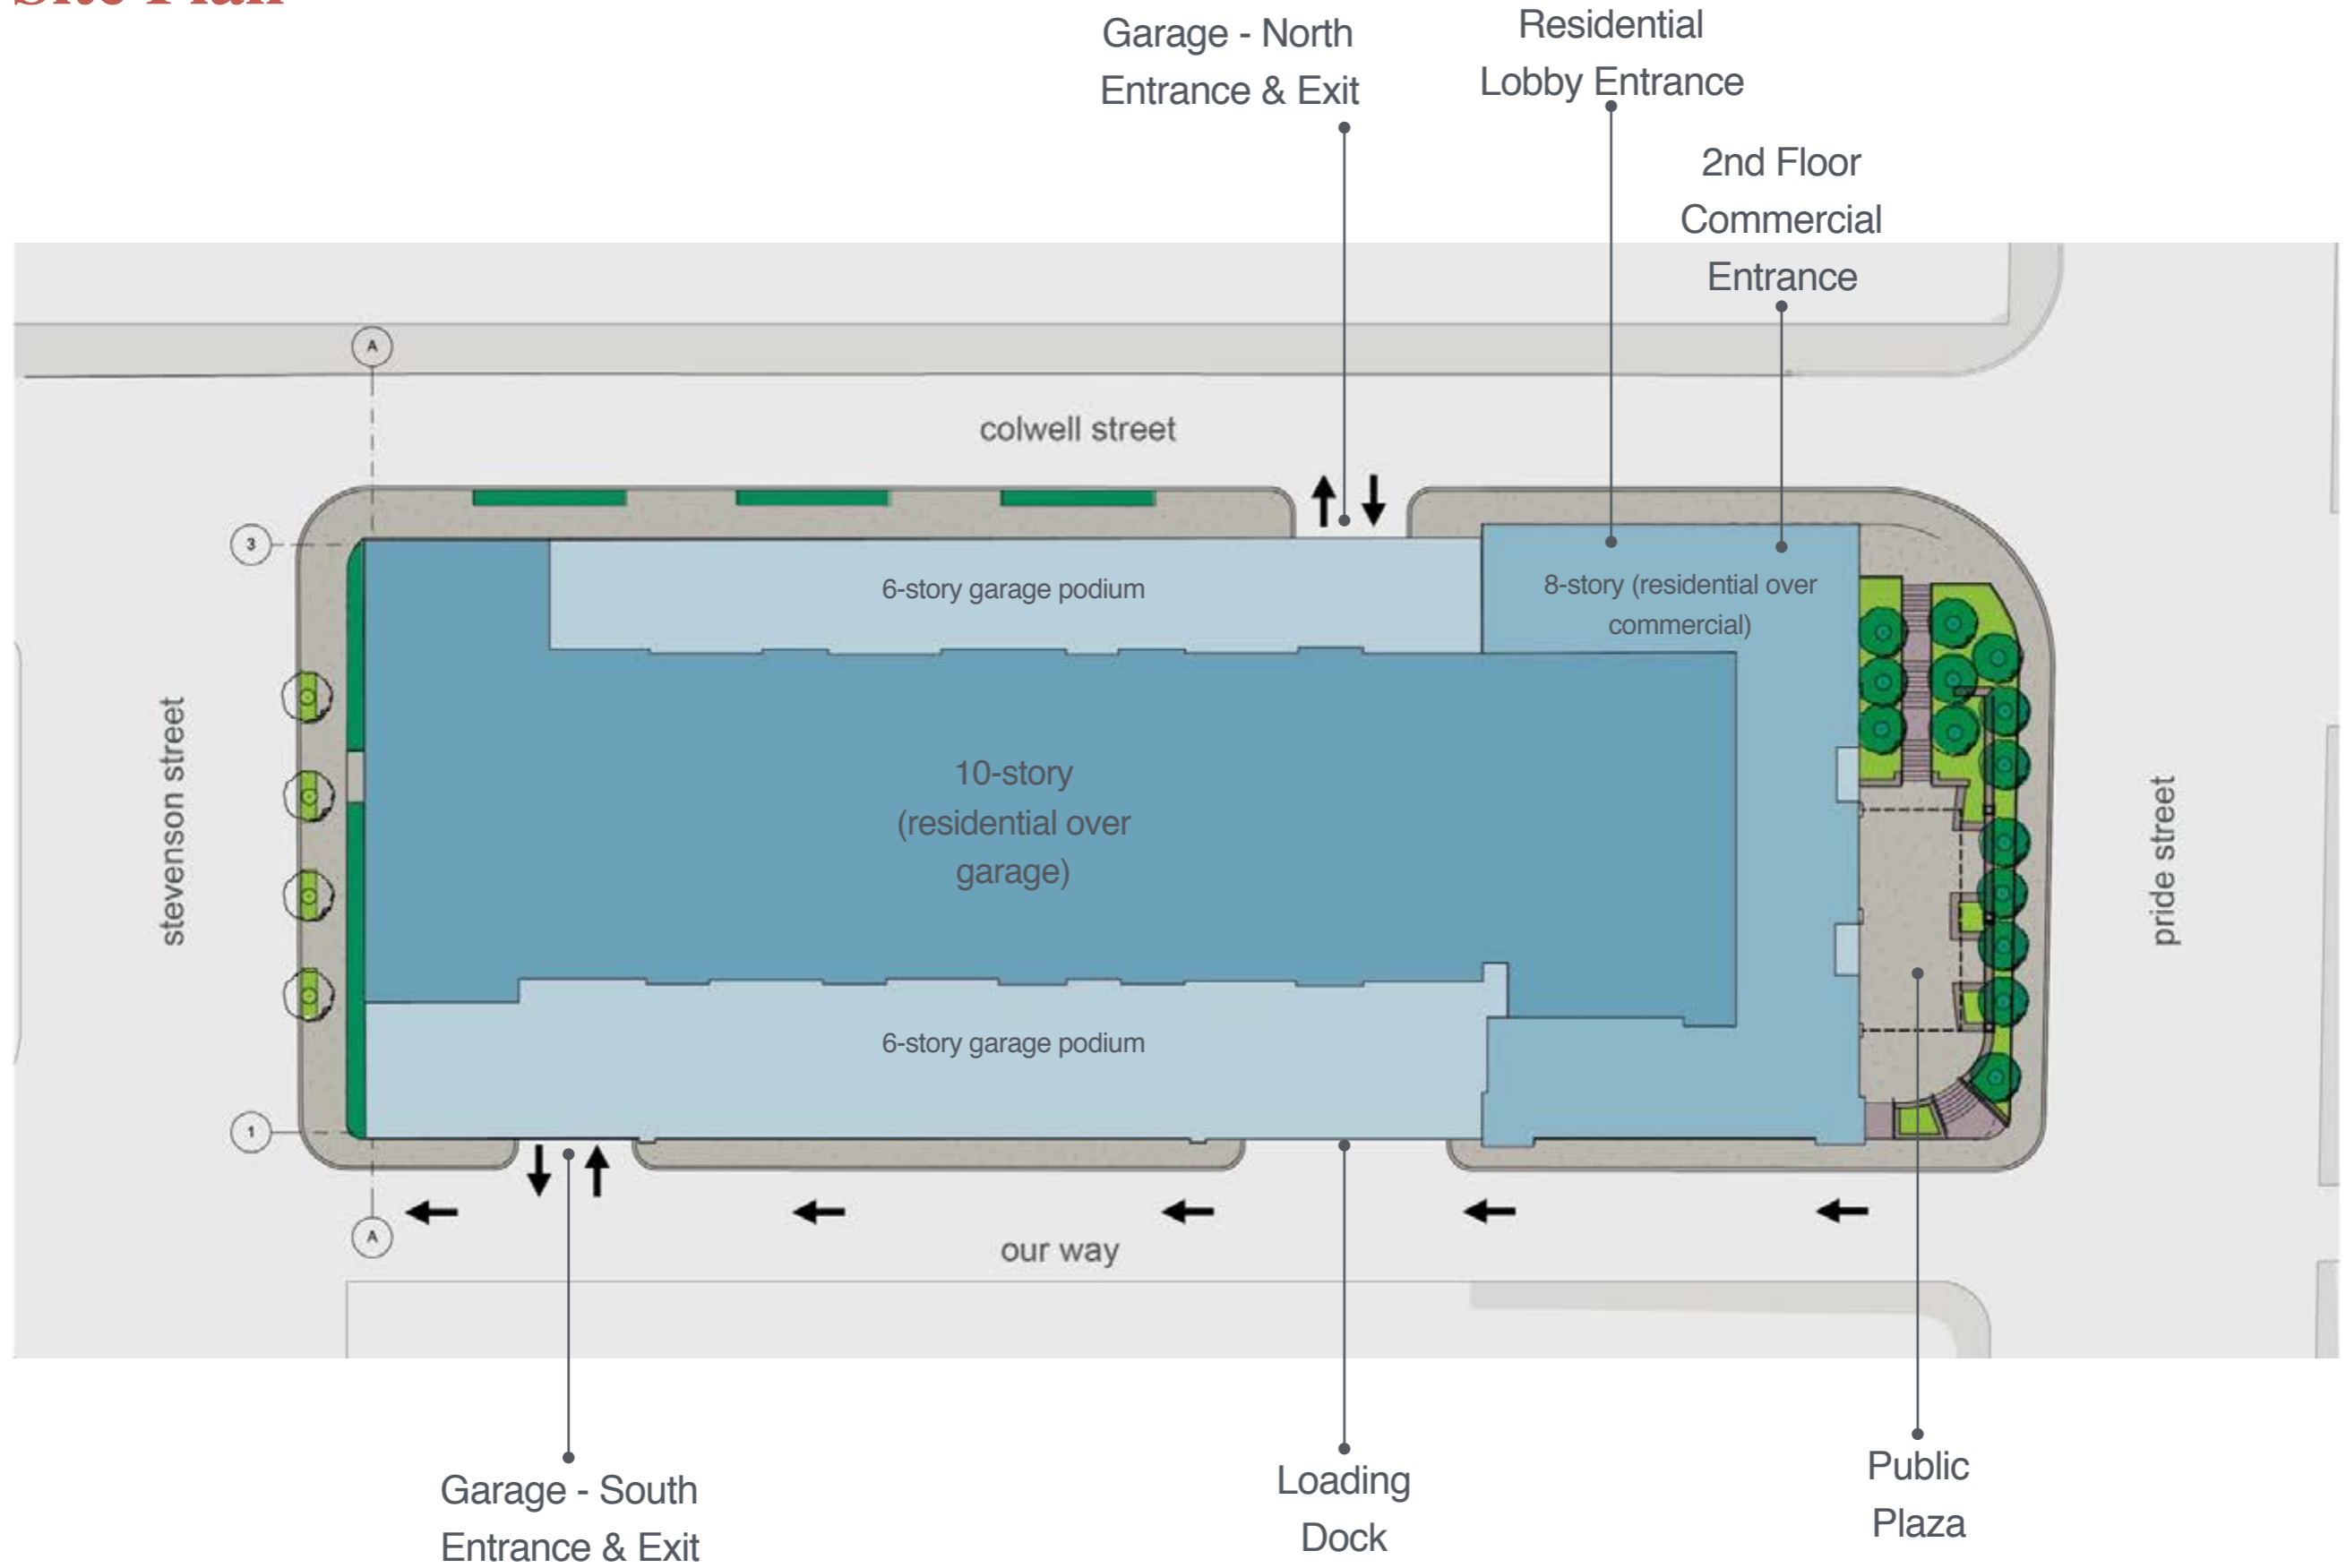 Site Plan
Garage - North
Entrance & Exit
Residential
Lobby Entrance
2nd Floor
Commercial
Entrance
A
colwell street
3
6-story garage podium
8-story (residential over
commercial)
stevenson street
10-story
(residential over
garage)
pride street
6-story garage podium
1
A
our way
Garage - South
Entrance & Exit
Loading
Dock
Public
Plaza